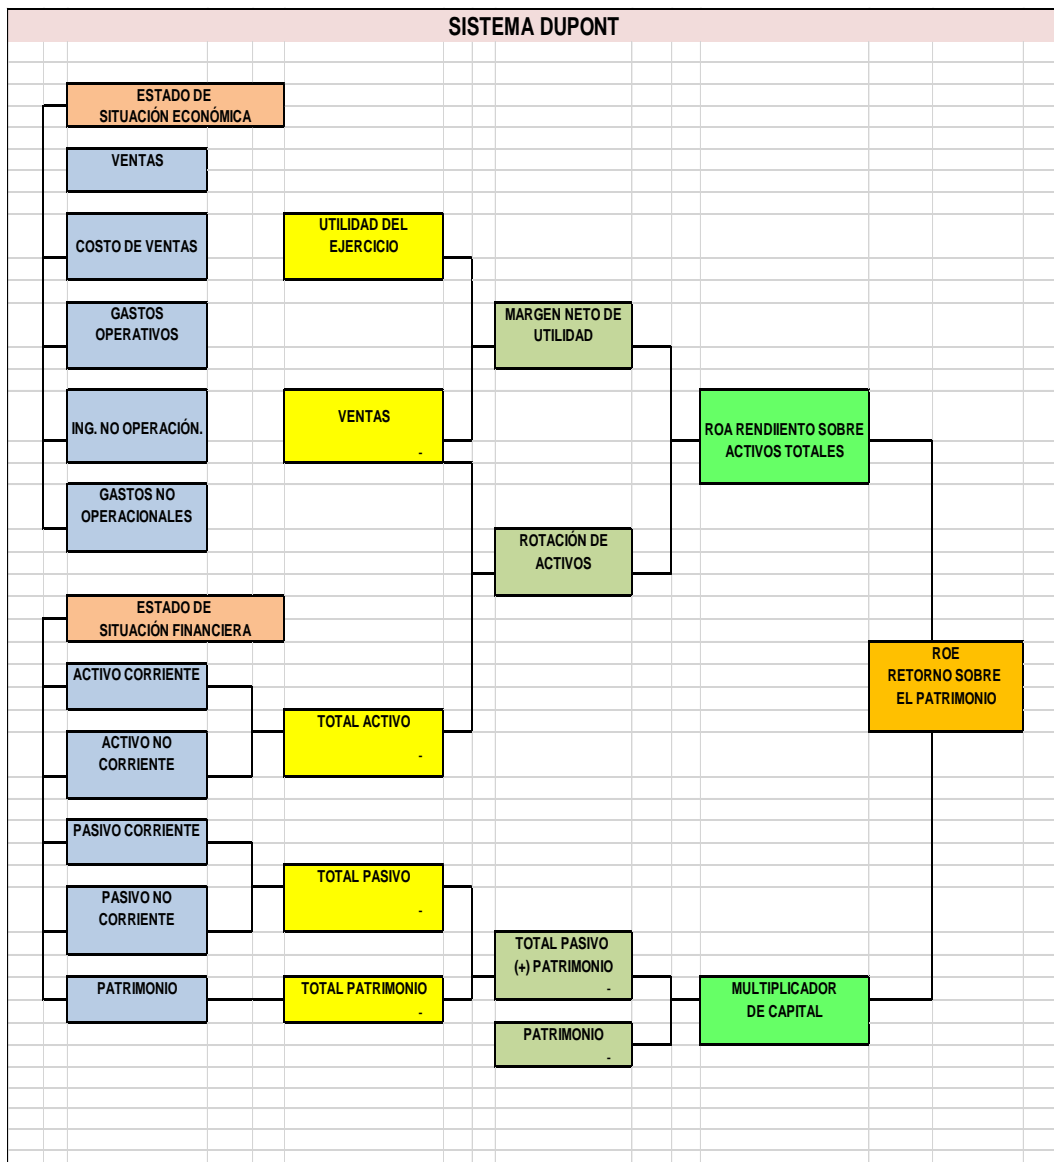 SISTEMA DUPONT
ESTADO DE
SITUACIÓN ECONÓMICA
VENTAS
COSTO DE VENTAS
UTILIDAD DEL
EJERCICIO
GASTOS
OPERATIVOS
MARGEN NETO DE
UTILIDAD
ING. NO OPERACIÓN.
VENTAS
-
ROA RENDIIENTO SOBRE
ACTIVOS TOTALES
GASTOS NO
OPERACIONALES
ROTACIÓN DE
ACTIVOS
ESTADO DE
SITUACIÓN FINANCIERA
ROE
RETORNO SOBRE
EL PATRIMONIO
ACTIVO CORRIENTE
TOTAL ACTIVO
-
ACTIVO NO
CORRIENTE
PASIVO CORRIENTE
TOTAL PASIVO
-
PASIVO NO
CORRIENTE
TOTAL PASIVO
(+) PATRIMONIO
-
PATRIMONIO
TOTAL PATRIMONIO
-
MULTIPLICADOR
DE CAPITAL
PATRIMONIO
-